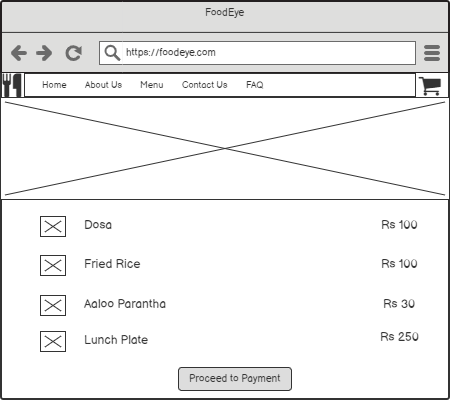 FoodEye
https://foodeye.com
Home About Us Menu Contact Us FAQ
Dosa Rs 100
Fried Rice Rs 100
Aaloo Parantha Rs 30
Lunch Plate Rs 250
Proceed to Payment